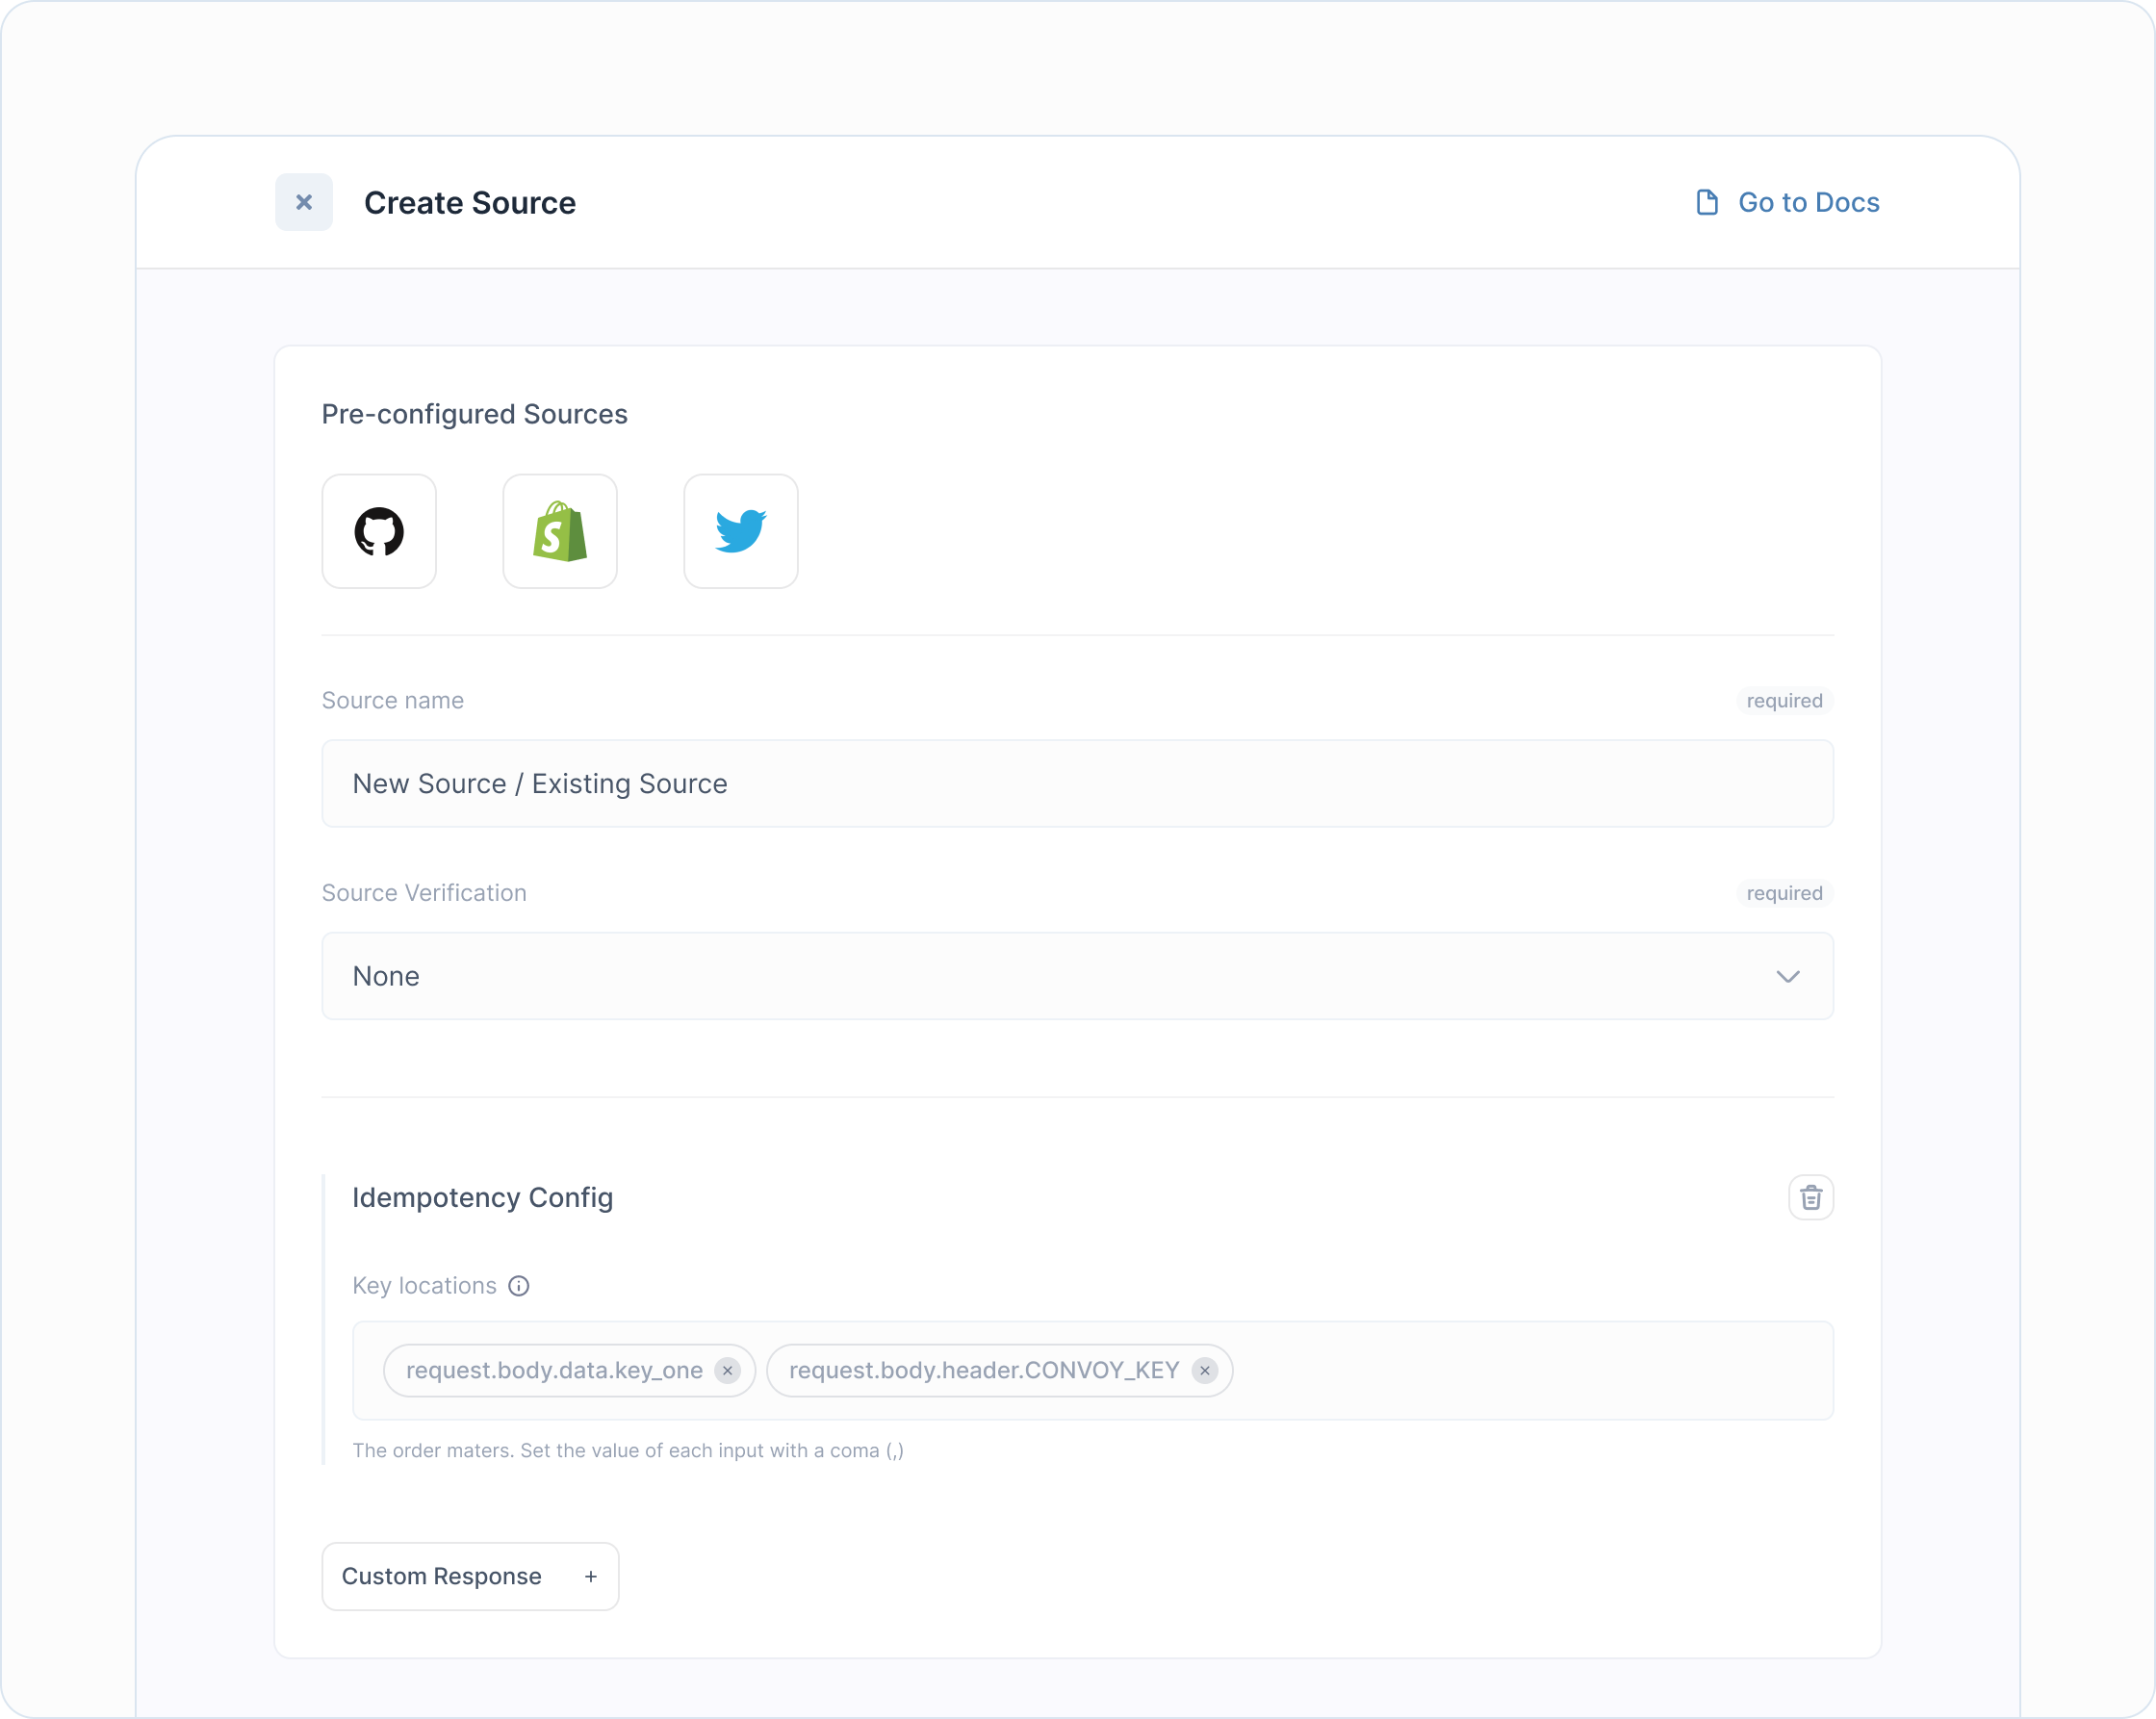 Create Source
Go to Docs
Pre-configured Sources
Source name
required
New Source / Existing Source
Source Verification
required
None
Idempotency Config
Key locations
request.body.data.key_one
request.body.header.CONVOY_KEY
The order maters. Set the value of each input with a coma (,)
Custom Response +